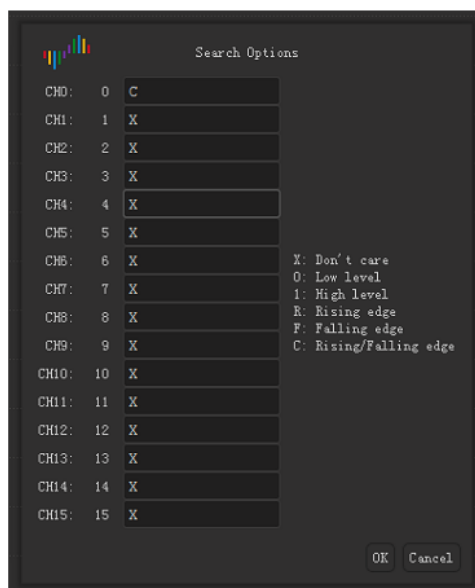 Search Options
CH0: 0 C
CH1: 1 X
CH2: 2 X
CH3: 3 X
CH4: 4 X
CH5: 5 X
CH6: 6 X
CH7: 7 X
CH8: 8 X
CH9: 9 X
CH10: 10 X
CH11: 11 X
CH12: 12 X
CH13: 13 X
CH14: 14 X
CH15: 15 X
X: Don't care
0: Low level
1: High level
R: Rising edge
F: Falling edge
C: Rising/Falling edge
OK Cancel